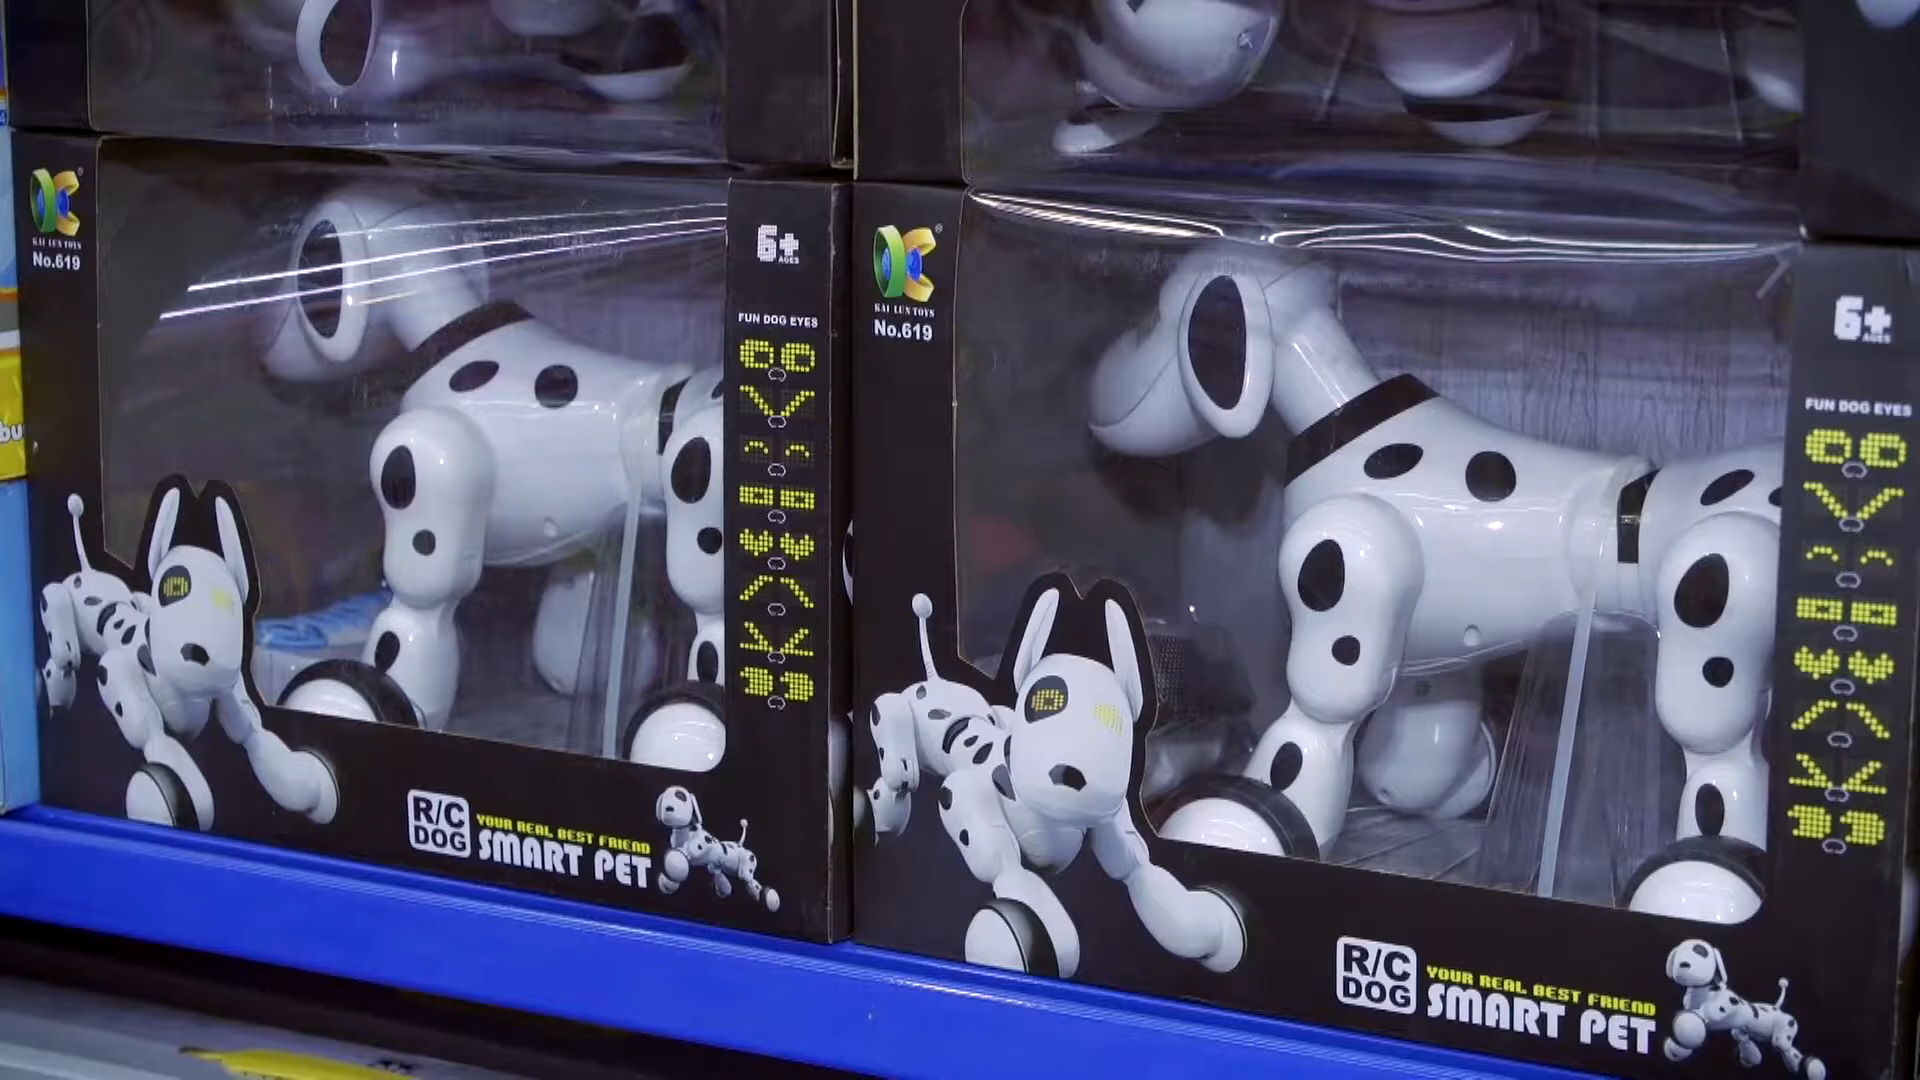 KAI LUN TOYS
No.619
6+
AGES
FUN DOG EYES
R/C
DOG
YOUR REAL BEST FRIEND
SMART PET
KAI LUN TOYS
No.619
6+
AGES
FUN DOG EYES
R/C
DOG
YOUR REAL BEST FRIEND
SMART PET
bu